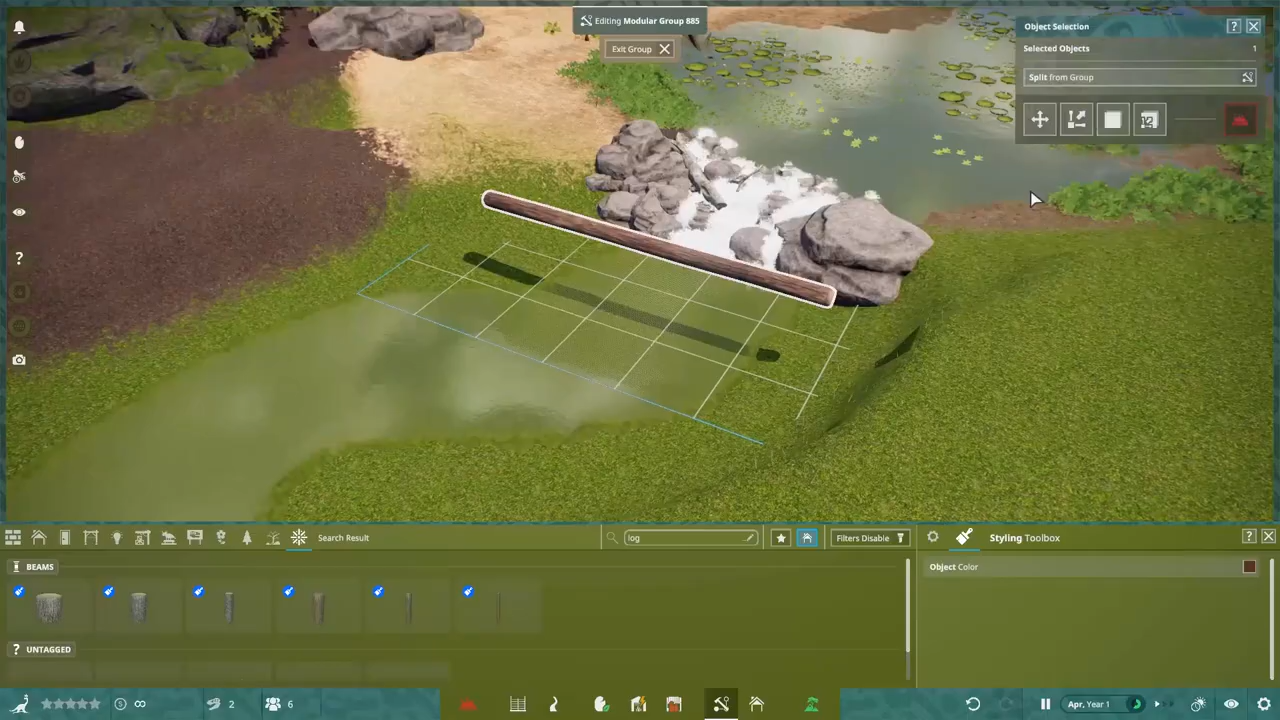 Editing Modular Group 885
Exit Group
Object Selection
?
Selected Objects 1
Split from Group
?
Search Result
log
Filters Disable
Styling Toolbox
?
BEAMS
Object Color
? UNTAGGED
∞
2
6
Apr, Year 1